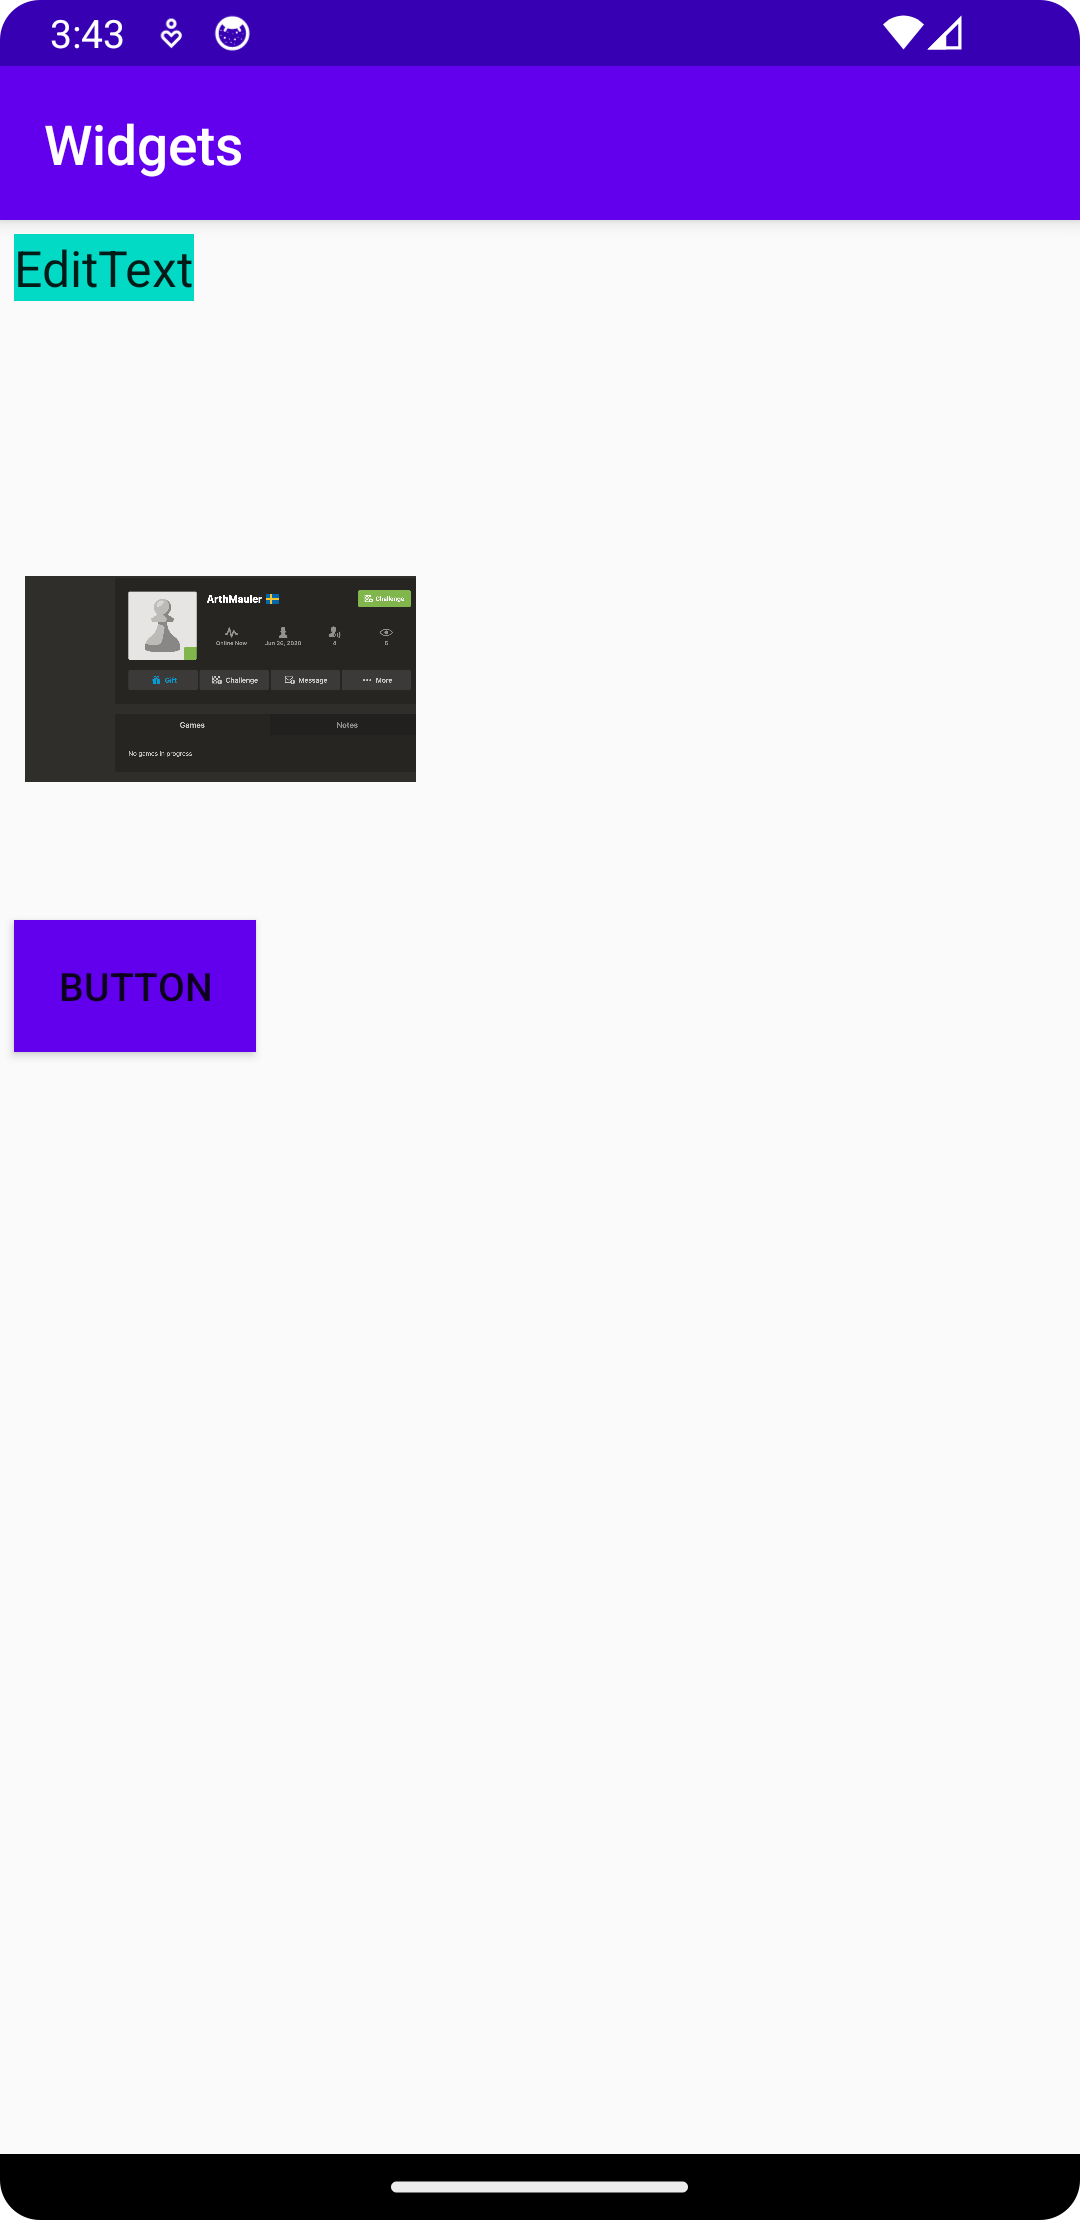 3:43
Widgets
EditText
ArthMauler
Challenge
Online Now
Jun 26, 2020
4
5
Gift
Challenge
Message
More
Games
Notes
No games in progress
BUTTON